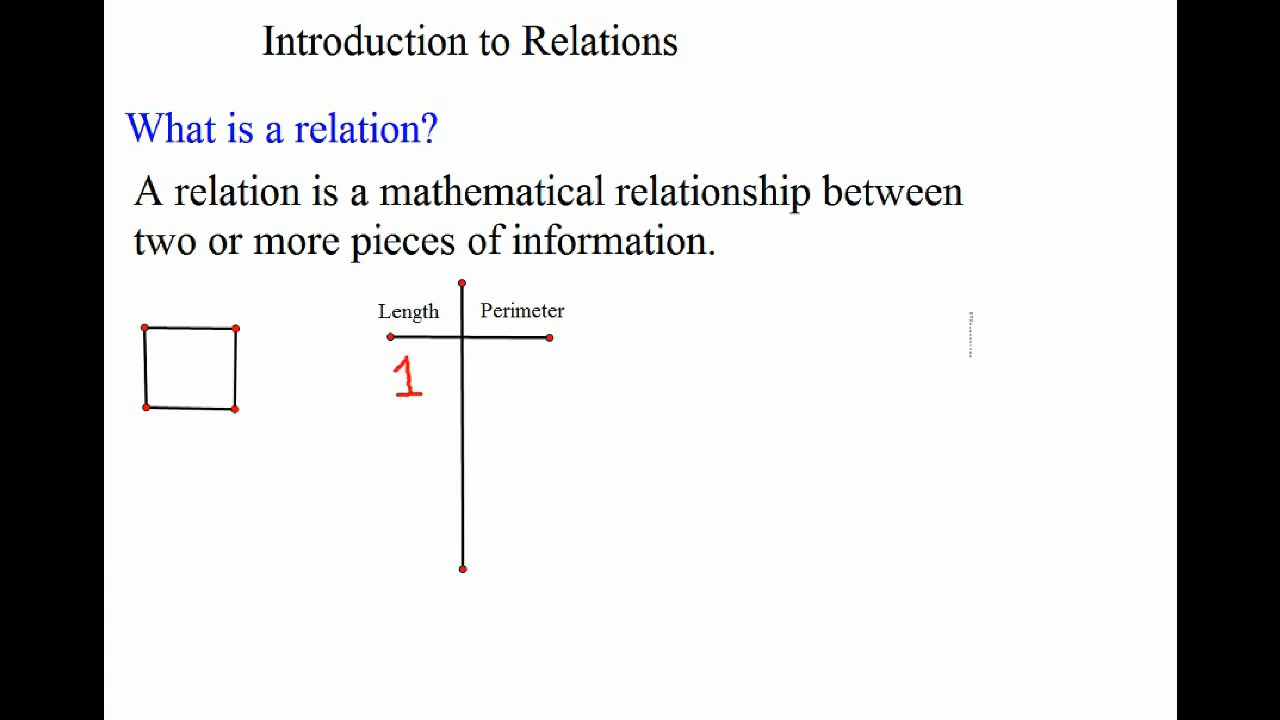 Introduction to Relations
What is a relation?
A relation is a mathematical relationship between
two or more pieces of information.
Length Perimeter
1